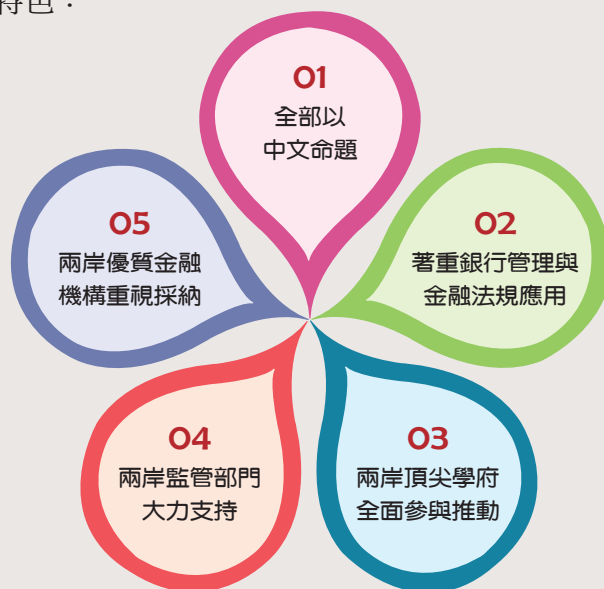 特色：
01
全部以
中文命題
02
著重銀行管理與
金融法規應用
03
兩岸頂尖學府
全面參與推動
04
兩岸監管部門
大力支持
05
兩岸優質金融
機構重視採納